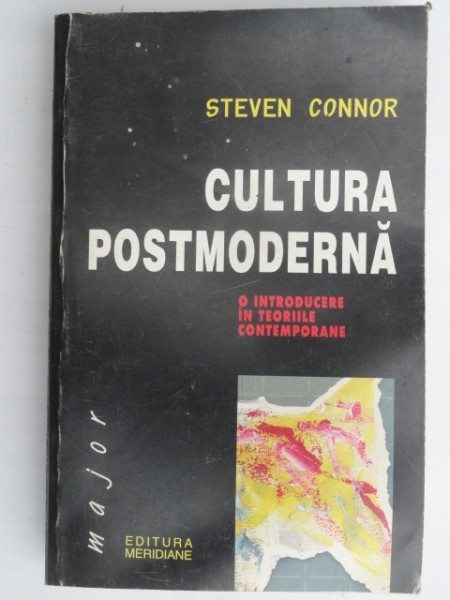 STEVEN CONNOR
CULTURA
POSTMODERNĂ
O INTRODUCERE
ÎN TEORIILE
CONTEMPORANE
major
EDITURA
MERIDIANE